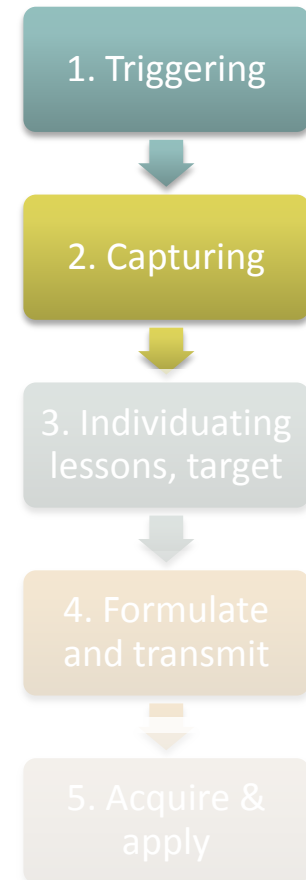 1. Triggering
2. Capturing
3. Individuating
lessons, target
4. Formulate
and transmit
5. Acquire &
apply